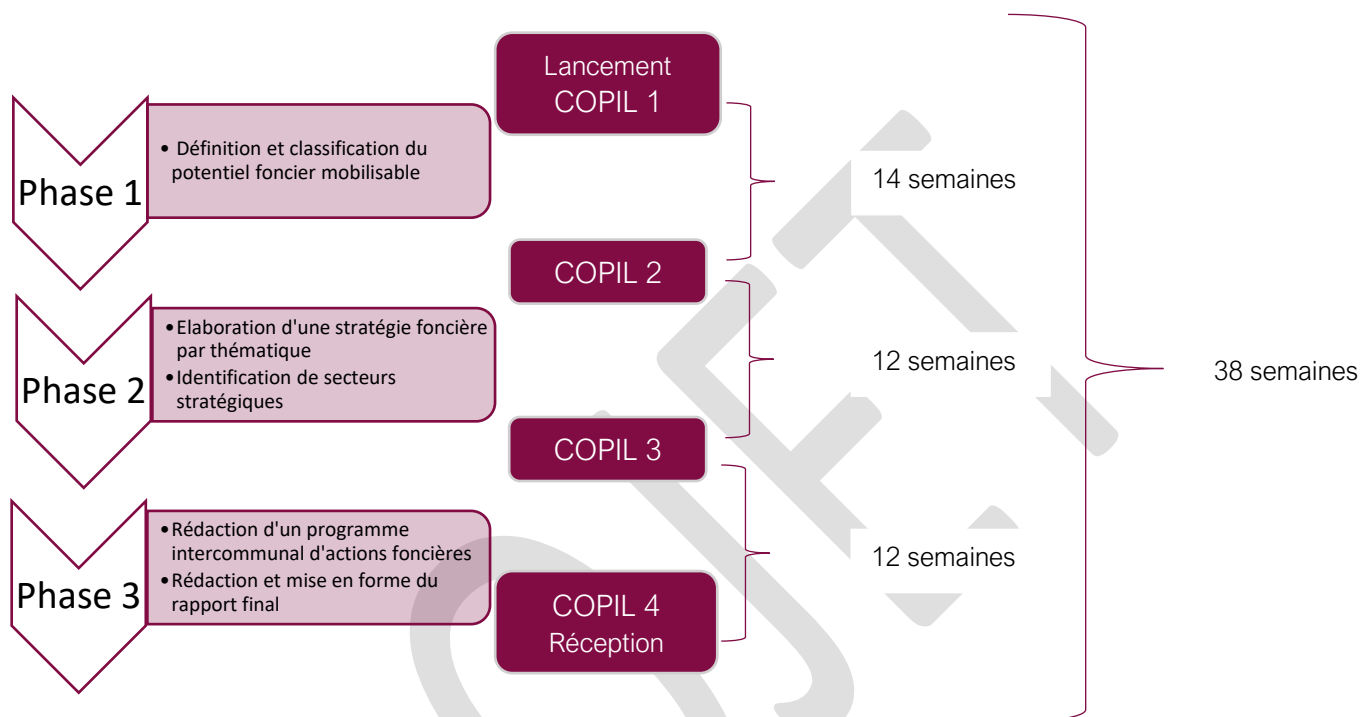 Lancement
COPIL 1
Phase 1
• Définition et classification du
potentiel foncier mobilisable
14 semaines
COPIL 2
Phase 2
•Elaboration d'une stratégie foncière
par thématique
•Identification de secteurs
stratégiques
12 semaines
38 semaines
COPIL 3
Phase 3
•Rédaction d'un programme
intercommunal d'actions foncières
•Rédaction et mise en forme du
rapport final
12 semaines
COPIL 4
Réception